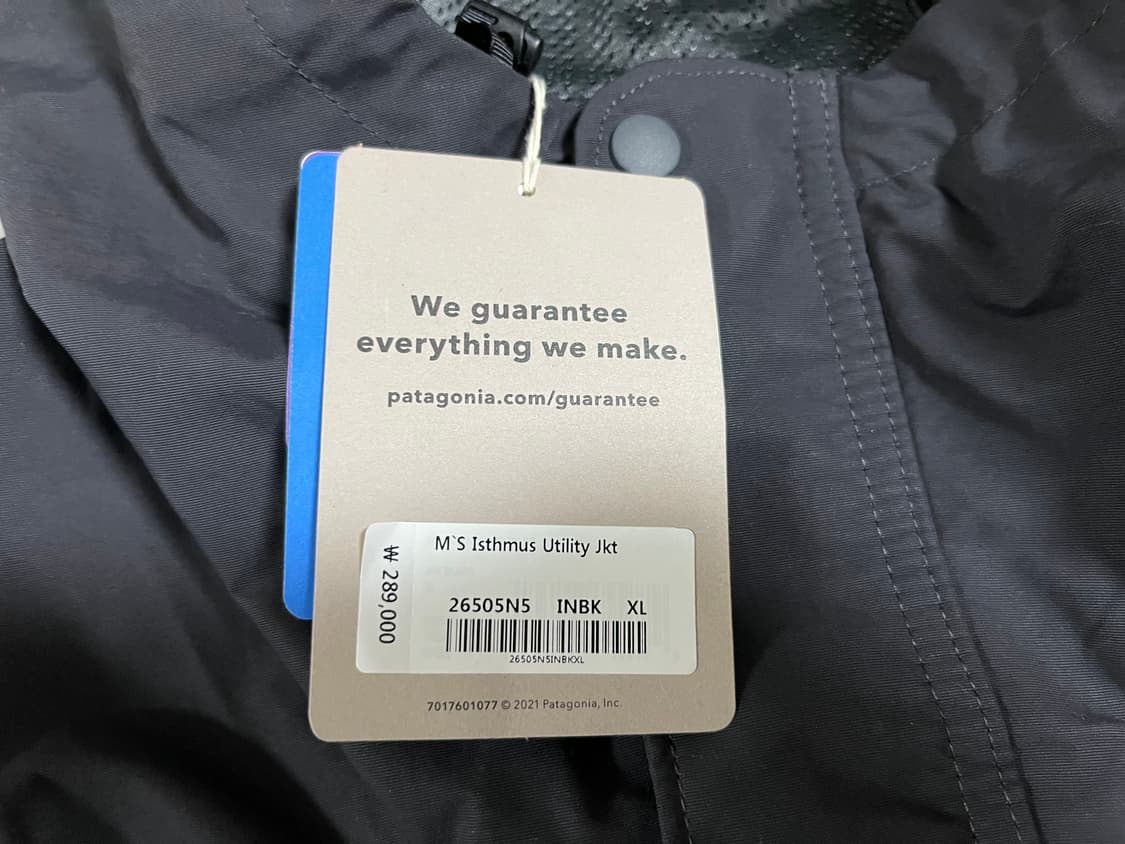 We guarantee
everything we make.
patagonia.com/guarantee
M`S Isthmus Utility Jkt
₩ 289,000
26505N5 INBK XL
26505N5INBKXL
7017601077 © 2021 Patagonia, Inc.